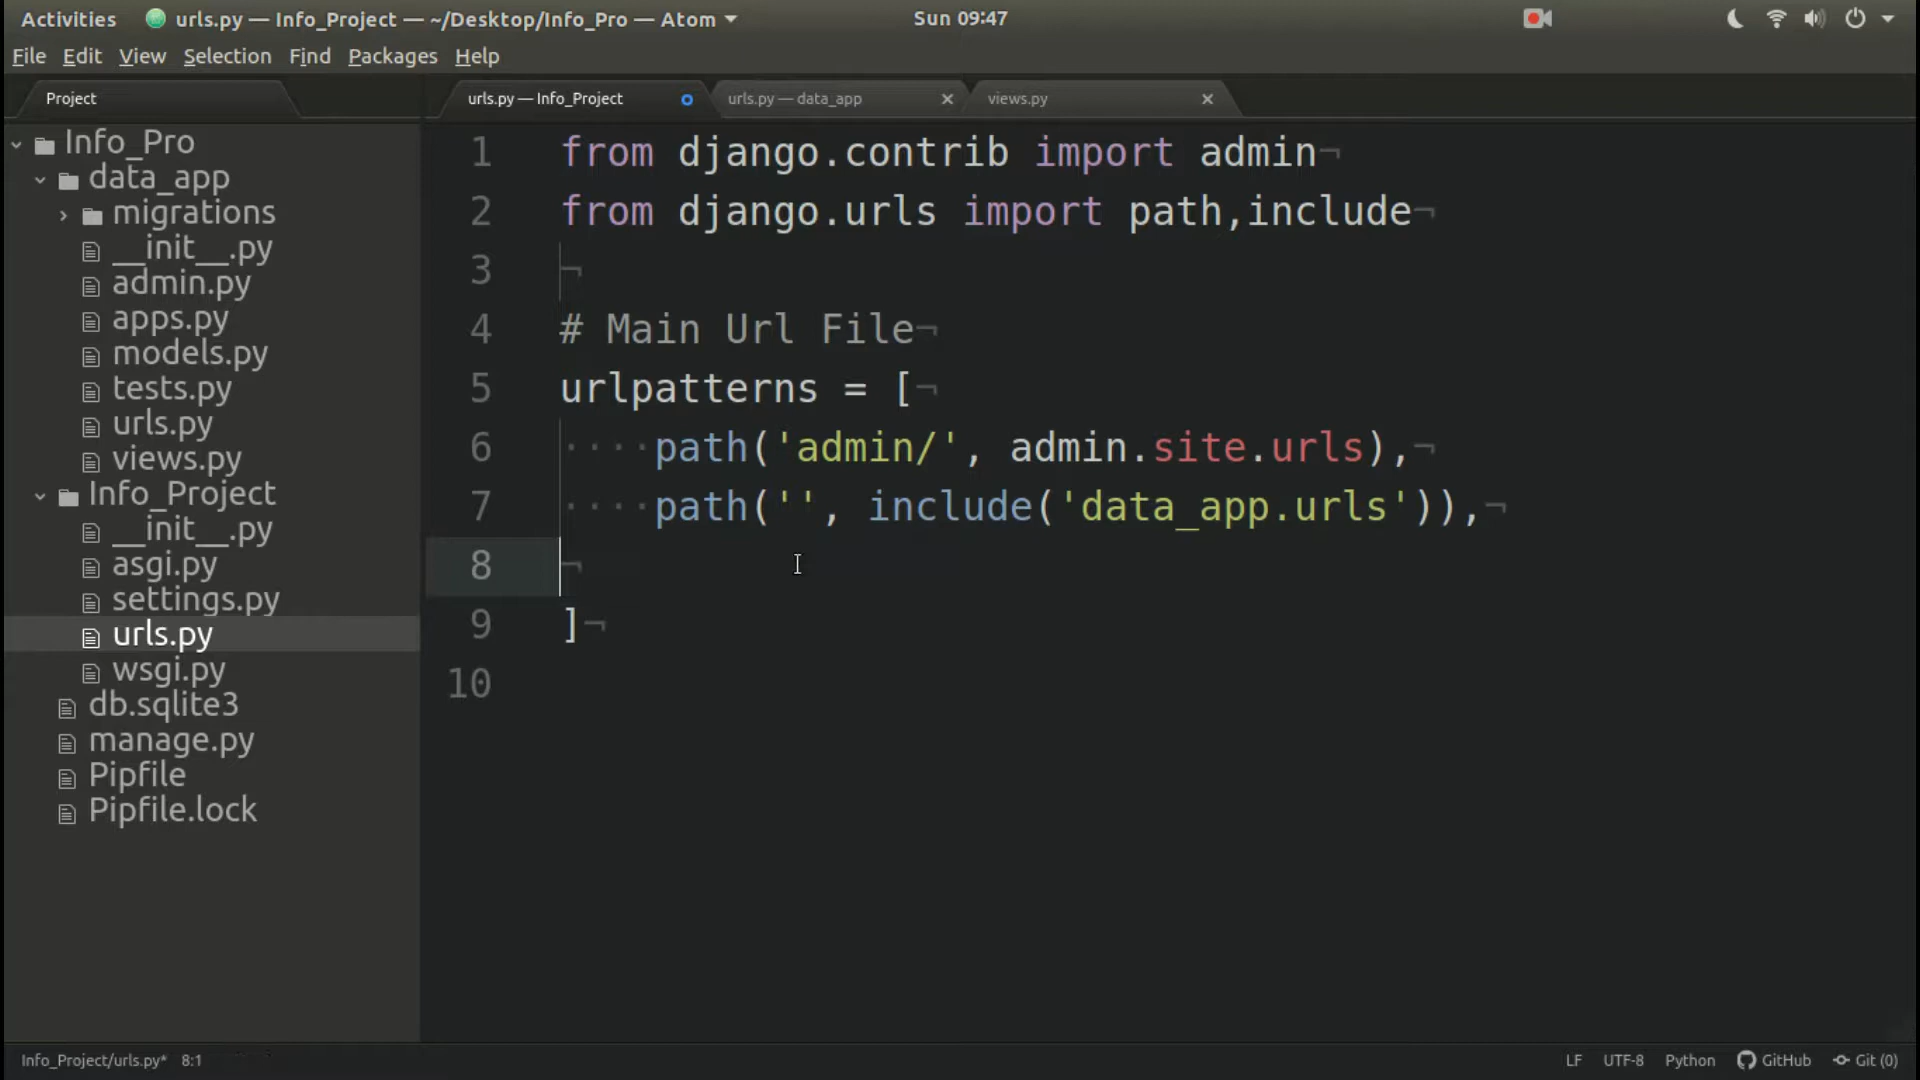 Activities urls.py — Info_Project — ~/Desktop/Info_Pro — Atom Sun 09:47
File Edit View Selection Find Packages Help
Project urls.py — Info_Project urls.py — data_app views.py
Info_Pro
data_app
migrations
__init__.py
admin.py
apps.py
models.py
tests.py
urls.py
views.py
Info_Project
__init__.py
asgi.py
settings.py
urls.py
wsgi.py
db.sqlite3
manage.py
Pipfile
Pipfile.lock
1 from django.contrib import admin¬
2 from django.urls import path,include¬
3 ¬
4 # Main Url File¬
5 urlpatterns = [¬
6 ····path('admin/', admin.site.urls),¬
7 ····path('', include('data_app.urls')),¬
8 ¬
9 ]¬
10
Info_Project/urls.py* 8:1 LF UTF-8 Python GitHub Git (0)